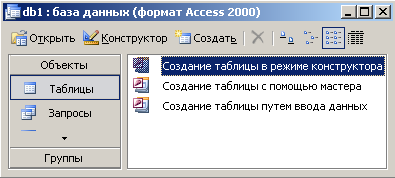 db1 : база данных (формат Access 2000)
Открыть Конструктор Создать
Объекты
Таблицы
Запросы
Группы
Создание таблицы в режиме конструктора
Создание таблицы с помощью мастера
Создание таблицы путем ввода данных